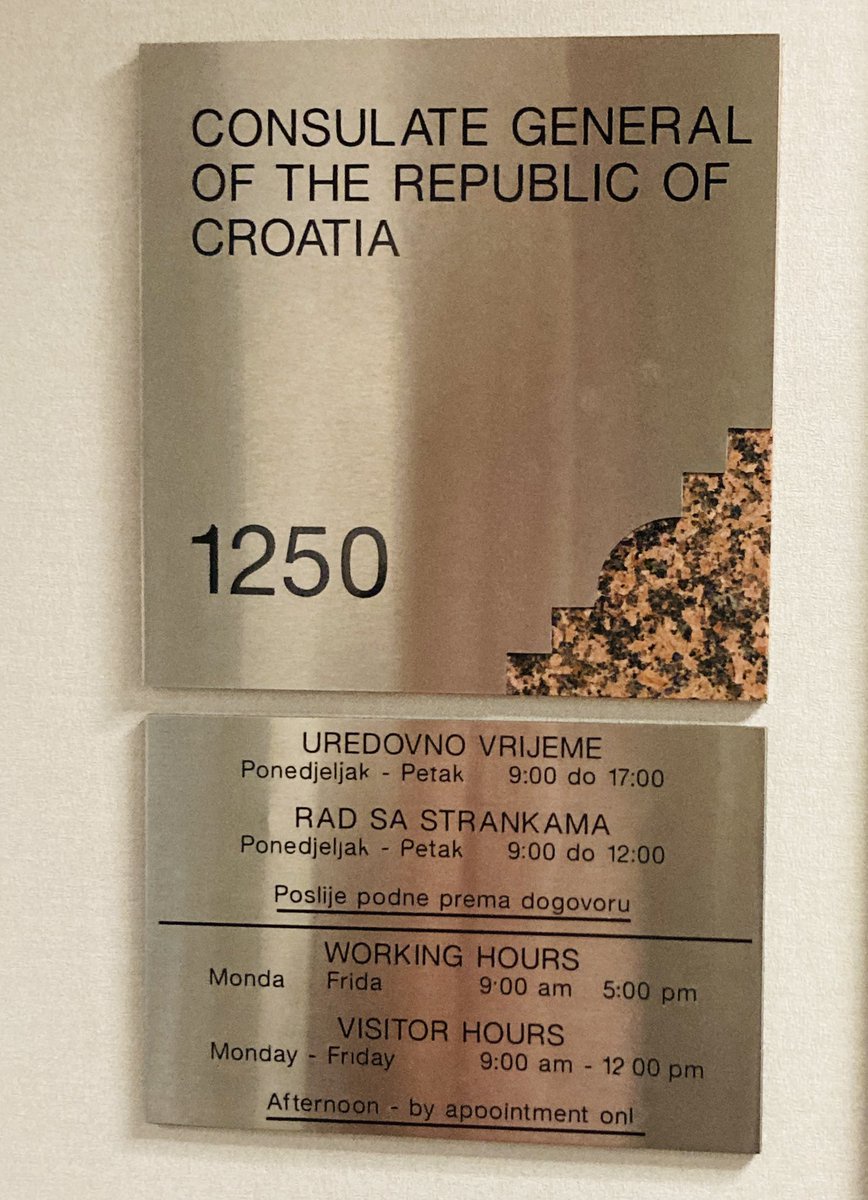 CONSULATE GENERAL
OF THE REPUBLIC OF
CROATIA
1250
UREDOVNO VRIJEME
Ponedjeljak - Petak 9:00 do 17:00
RAD SA STRANKAMA
Ponedjeljak - Petak 9:00 do 12:00
Poslije podne prema dogovoru
WORKING HOURS
Monda Frida 9:00 am 5:00 pm
VISITOR HOURS
Monday - Friday 9:00 am - 12 00 pm
Afternoon - by apoointment onl